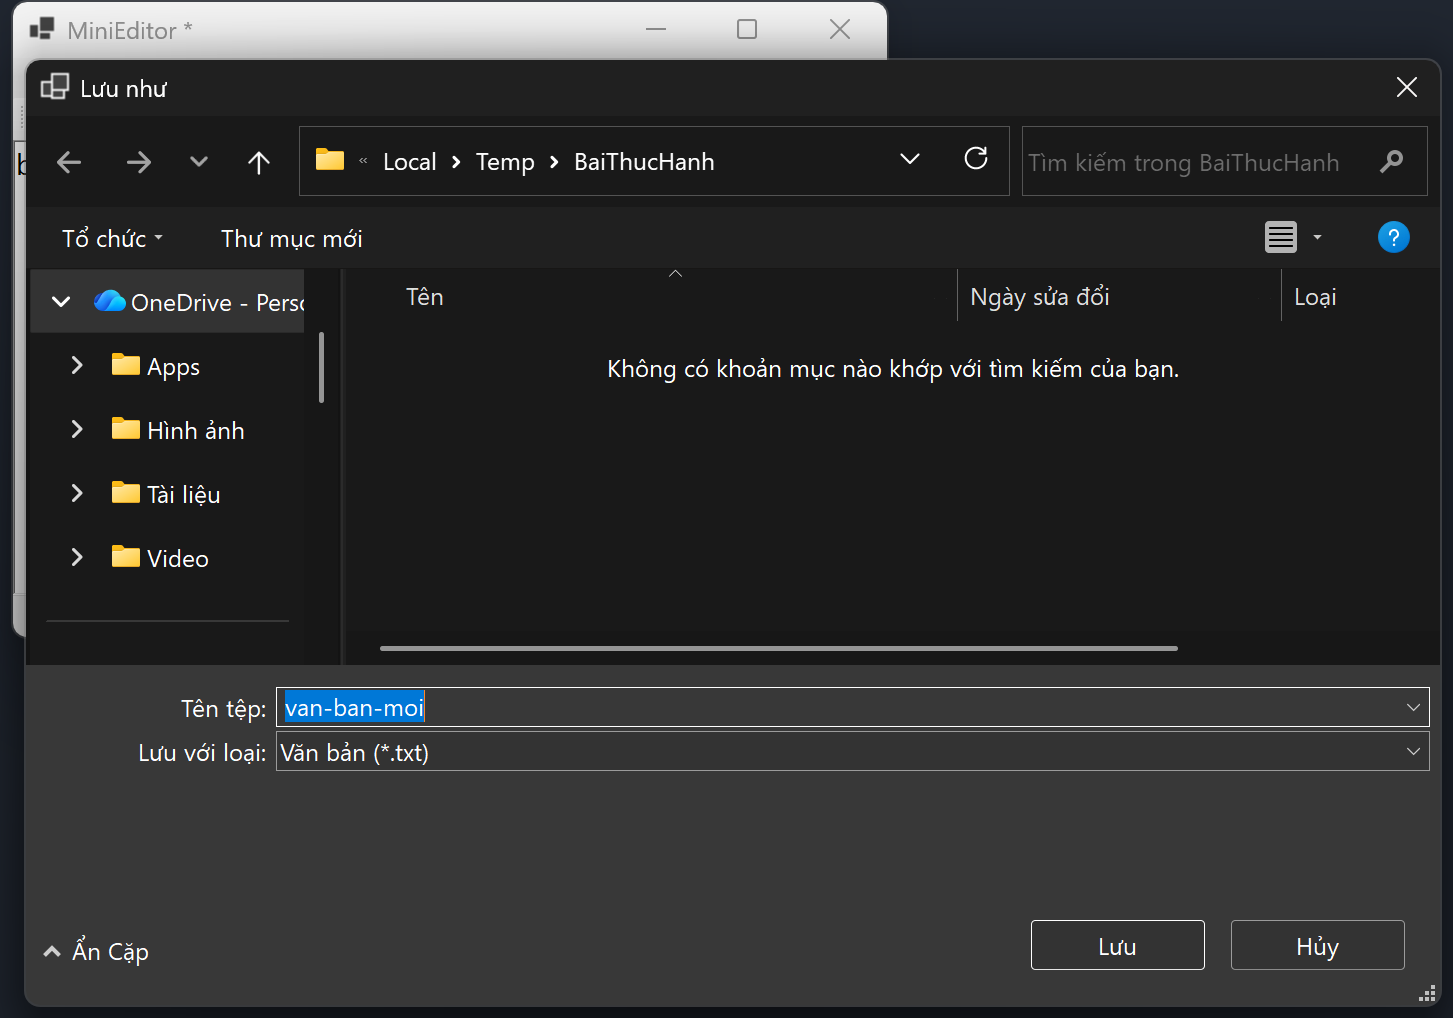 MiniEditor *
Lưu như
« Local > Temp > BaiThucHanh
Tìm kiếm trong BaiThucHanh
Tổ chức
Thư mục mới
OneDrive - Perso
Apps
Hình ảnh
Tài liệu
Video
Tên
Ngày sửa đổi
Loại
Không có khoản mục nào khớp với tìm kiếm của bạn.
Tên tệp: van-ban-moi
Lưu với loại: Văn bản (*.txt)
Ẩn Cặp
Lưu
Hủy